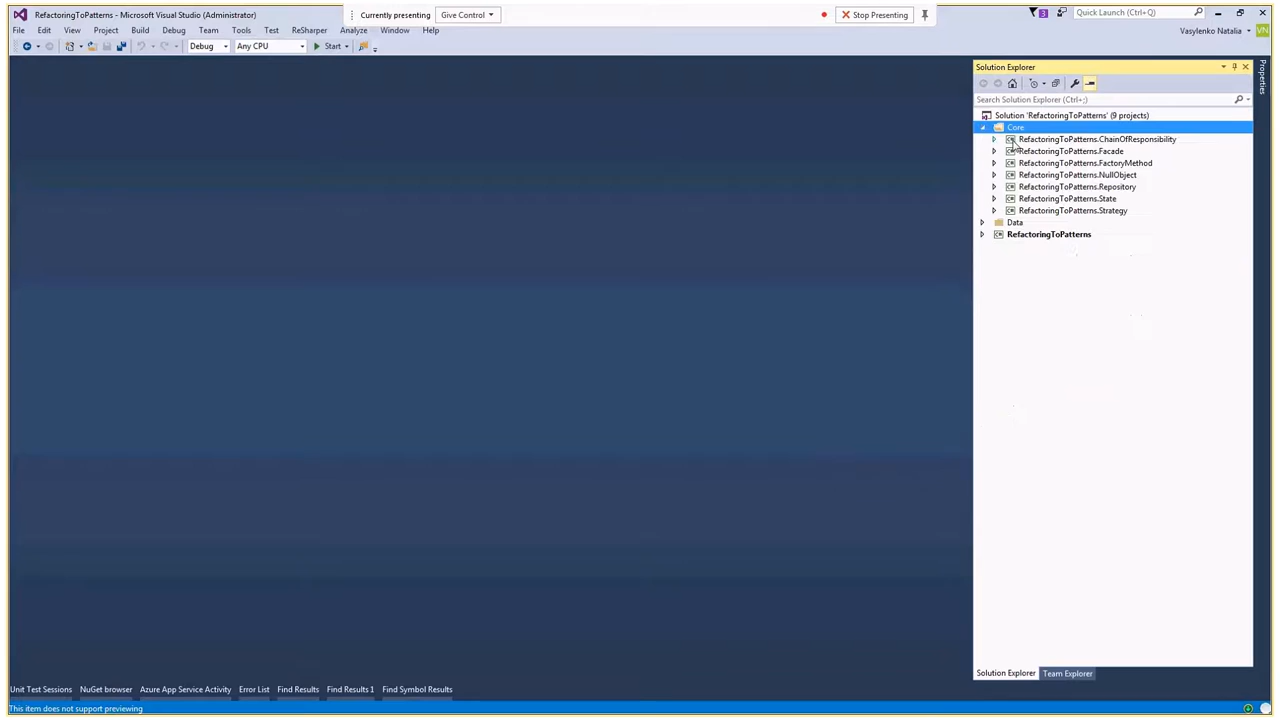 RefactoringToPatterns - Microsoft Visual Studio (Administrator)
Currently presenting
Give Control
Stop Presenting
3
Quick Launch (Ctrl+Q)
File Edit View Project Build Debug Team Tools Test ReSharper Analyze Window Help
Vasylenko Natalia
VN
Debug
Any CPU
Start
Solution Explorer
Properties
Search Solution Explorer (Ctrl+;)
Solution 'RefactoringToPatterns' (9 projects)
Core
RefactoringToPatterns.ChainOfResponsibility
RefactoringToPatterns.Facade
RefactoringToPatterns.FactoryMethod
RefactoringToPatterns.NullObject
RefactoringToPatterns.Repository
RefactoringToPatterns.State
RefactoringToPatterns.Strategy
Data
RefactoringToPatterns
Solution Explorer Team Explorer
Unit Test Sessions NuGet browser Azure App Service Activity Error List Find Results Find Results 1 Find Symbol Results
This item does not support previewing